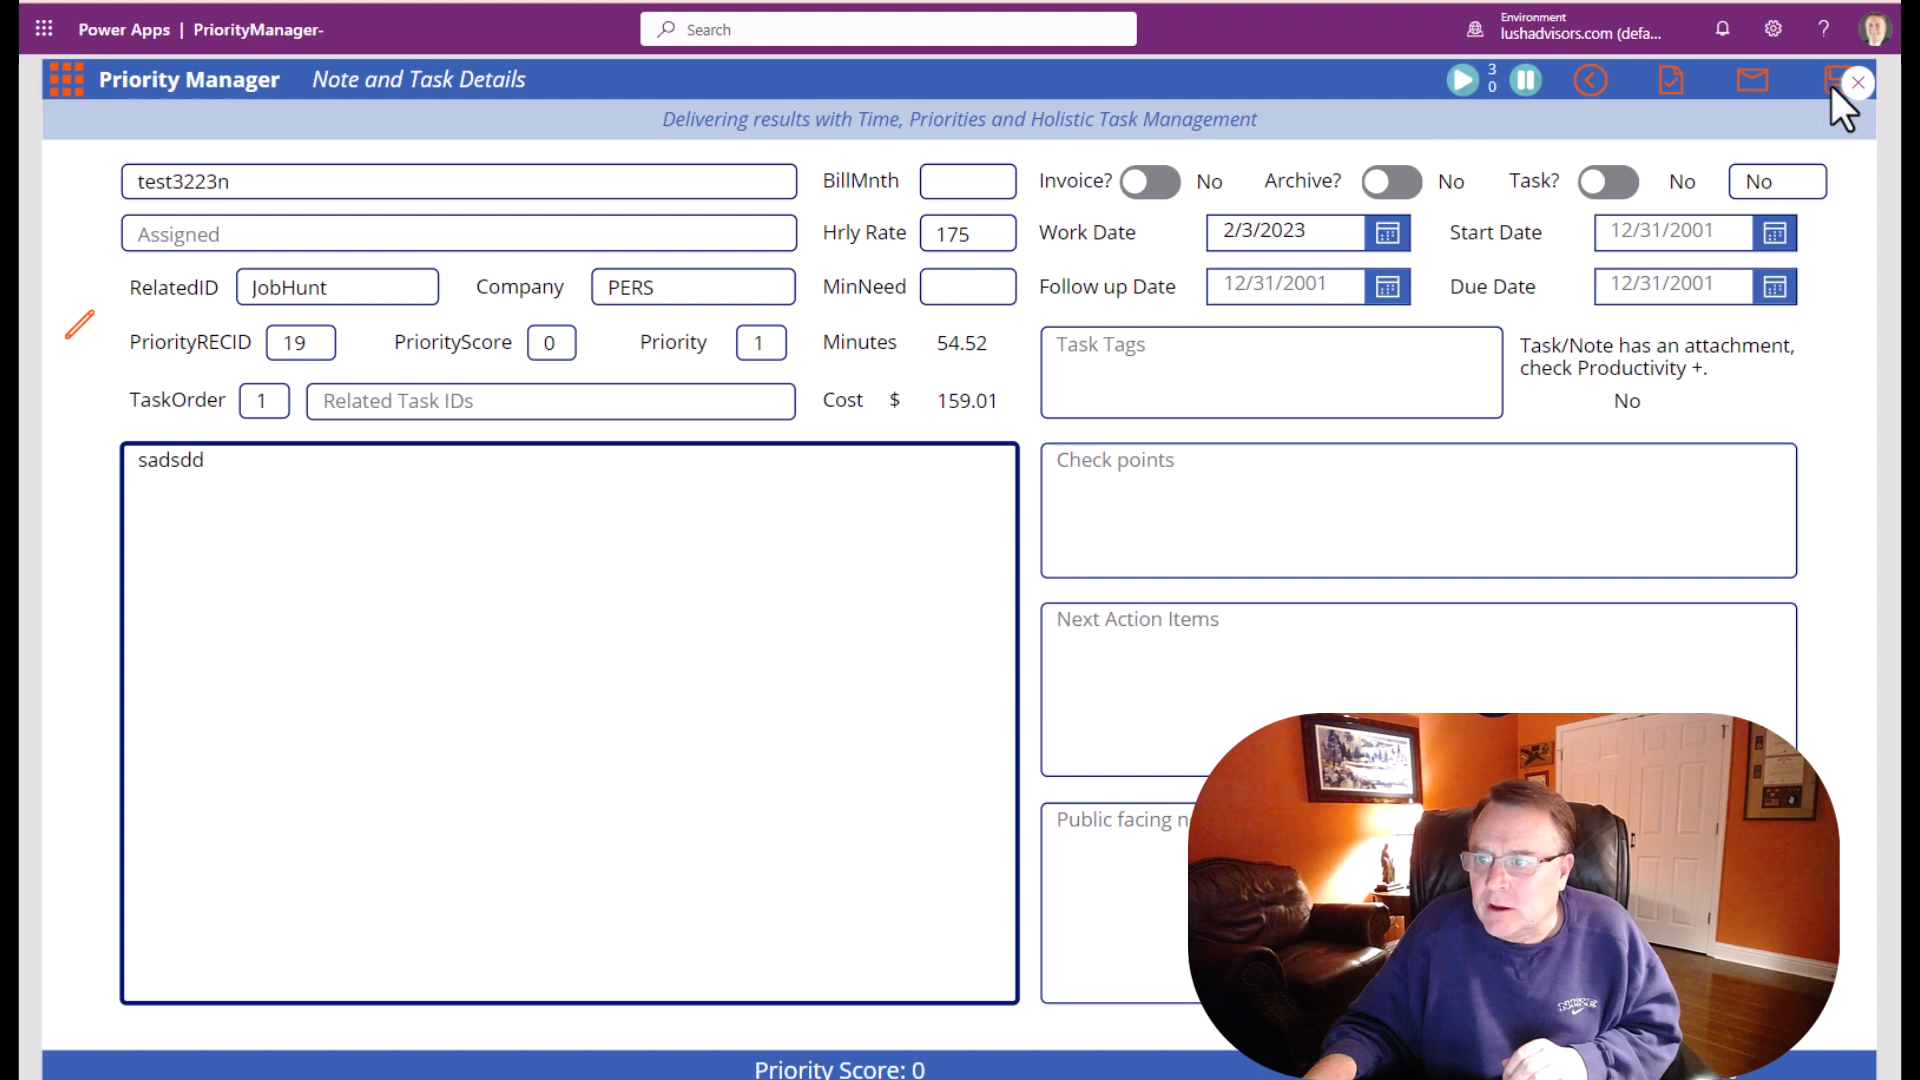 Power Apps | PriorityManager-
Search
Environment
lushadvisors.com (defa...
?
Priority Manager
Note and Task Details
3
0
Delivering results with Time, Priorities and Holistic Task Management
test3223n
BillMnth
Invoice?
No
Archive?
No
Task?
No
No
Assigned
Hrly Rate
175
Work Date
2/3/2023
Start Date
12/31/2001
RelatedID
JobHunt
Company
PERS
MinNeed
Follow up Date
12/31/2001
Due Date
12/31/2001
PriorityRECID
19
PriorityScore
0
Priority
1
Minutes
54.52
Task Tags
Task/Note has an attachment,
check Productivity +.
No
TaskOrder
1
Related Task IDs
Cost $ 159.01
sadsdd
Check points
Next Action Items
Public facing n
NIKE
Priority Score: 0